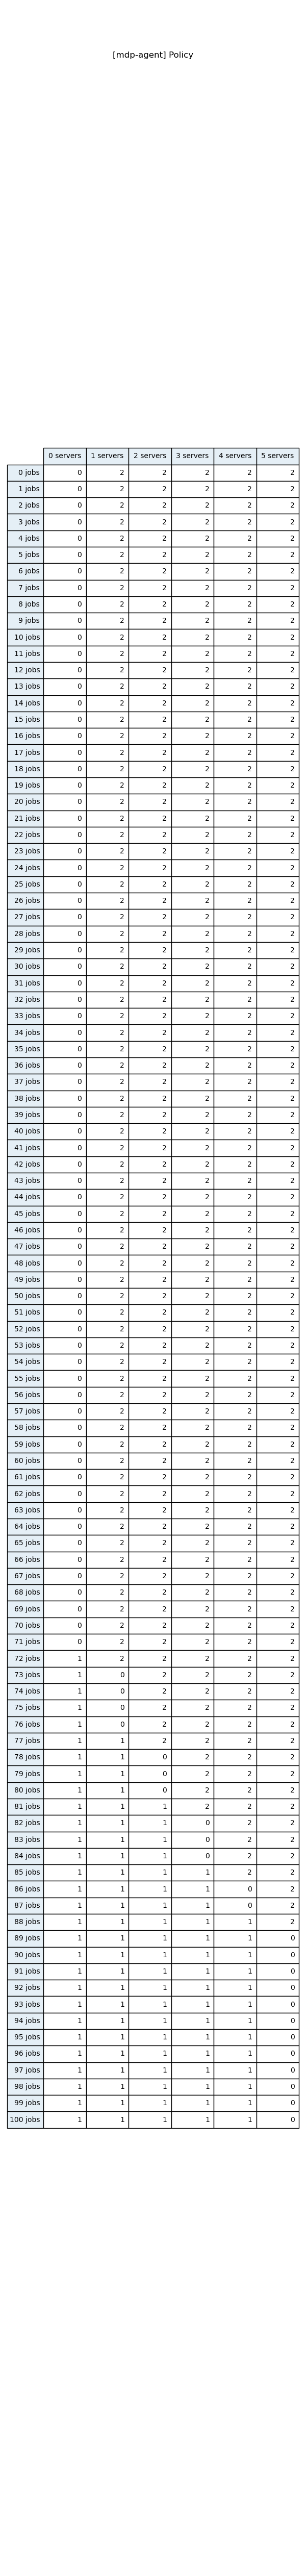 [mdp-agent] Policy
0 servers 1 servers 2 servers 3 servers 4 servers 5 servers
0 jobs 0 2 2 2 2 2
1 jobs 0 2 2 2 2 2
2 jobs 0 2 2 2 2 2
3 jobs 0 2 2 2 2 2
4 jobs 0 2 2 2 2 2
5 jobs 0 2 2 2 2 2
6 jobs 0 2 2 2 2 2
7 jobs 0 2 2 2 2 2
8 jobs 0 2 2 2 2 2
9 jobs 0 2 2 2 2 2
10 jobs 0 2 2 2 2 2
11 jobs 0 2 2 2 2 2
12 jobs 0 2 2 2 2 2
13 jobs 0 2 2 2 2 2
14 jobs 0 2 2 2 2 2
15 jobs 0 2 2 2 2 2
16 jobs 0 2 2 2 2 2
17 jobs 0 2 2 2 2 2
18 jobs 0 2 2 2 2 2
19 jobs 0 2 2 2 2 2
20 jobs 0 2 2 2 2 2
21 jobs 0 2 2 2 2 2
22 jobs 0 2 2 2 2 2
23 jobs 0 2 2 2 2 2
24 jobs 0 2 2 2 2 2
25 jobs 0 2 2 2 2 2
26 jobs 0 2 2 2 2 2
27 jobs 0 2 2 2 2 2
28 jobs 0 2 2 2 2 2
29 jobs 0 2 2 2 2 2
30 jobs 0 2 2 2 2 2
31 jobs 0 2 2 2 2 2
32 jobs 0 2 2 2 2 2
33 jobs 0 2 2 2 2 2
34 jobs 0 2 2 2 2 2
35 jobs 0 2 2 2 2 2
36 jobs 0 2 2 2 2 2
37 jobs 0 2 2 2 2 2
38 jobs 0 2 2 2 2 2
39 jobs 0 2 2 2 2 2
40 jobs 0 2 2 2 2 2
41 jobs 0 2 2 2 2 2
42 jobs 0 2 2 2 2 2
43 jobs 0 2 2 2 2 2
44 jobs 0 2 2 2 2 2
45 jobs 0 2 2 2 2 2
46 jobs 0 2 2 2 2 2
47 jobs 0 2 2 2 2 2
48 jobs 0 2 2 2 2 2
49 jobs 0 2 2 2 2 2
50 jobs 0 2 2 2 2 2
51 jobs 0 2 2 2 2 2
52 jobs 0 2 2 2 2 2
53 jobs 0 2 2 2 2 2
54 jobs 0 2 2 2 2 2
55 jobs 0 2 2 2 2 2
56 jobs 0 2 2 2 2 2
57 jobs 0 2 2 2 2 2
58 jobs 0 2 2 2 2 2
59 jobs 0 2 2 2 2 2
60 jobs 0 2 2 2 2 2
61 jobs 0 2 2 2 2 2
62 jobs 0 2 2 2 2 2
63 jobs 0 2 2 2 2 2
64 jobs 0 2 2 2 2 2
65 jobs 0 2 2 2 2 2
66 jobs 0 2 2 2 2 2
67 jobs 0 2 2 2 2 2
68 jobs 0 2 2 2 2 2
69 jobs 0 2 2 2 2 2
70 jobs 0 2 2 2 2 2
71 jobs 0 2 2 2 2 2
72 jobs 1 2 2 2 2 2
73 jobs 1 0 2 2 2 2
74 jobs 1 0 2 2 2 2
75 jobs 1 0 2 2 2 2
76 jobs 1 0 2 2 2 2
77 jobs 1 1 2 2 2 2
78 jobs 1 1 0 2 2 2
79 jobs 1 1 0 2 2 2
80 jobs 1 1 0 2 2 2
81 jobs 1 1 1 2 2 2
82 jobs 1 1 1 0 2 2
83 jobs 1 1 1 0 2 2
84 jobs 1 1 1 0 2 2
85 jobs 1 1 1 1 2 2
86 jobs 1 1 1 1 0 2
87 jobs 1 1 1 1 0 2
88 jobs 1 1 1 1 1 2
89 jobs 1 1 1 1 1 0
90 jobs 1 1 1 1 1 0
91 jobs 1 1 1 1 1 0
92 jobs 1 1 1 1 1 0
93 jobs 1 1 1 1 1 0
94 jobs 1 1 1 1 1 0
95 jobs 1 1 1 1 1 0
96 jobs 1 1 1 1 1 0
97 jobs 1 1 1 1 1 0
98 jobs 1 1 1 1 1 0
99 jobs 1 1 1 1 1 0
100 jobs 1 1 1 1 1 0